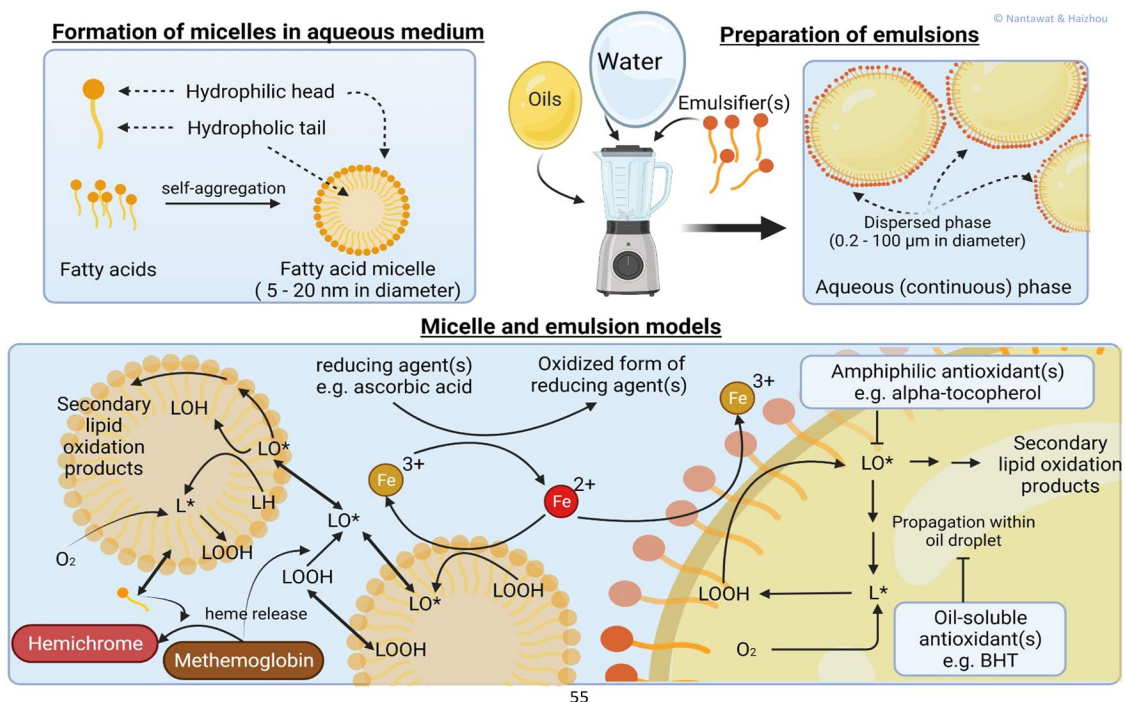 © Nantawat & Haizhou
Formation of micelles in aqueous medium
Hydrophilic head
Hydropholic tail
self-aggregation
Fatty acids
Fatty acid micelle
( 5 - 20 nm in diameter)
Oils
Water
Emulsifier(s)
Preparation of emulsions
Dispersed phase
(0.2 - 100 µm in diameter)
Aqueous (continuous) phase
Micelle and emulsion models
Secondary
lipid
oxidation
products
LOH
LO*
LH
L*
LOOH
O₂
heme release
Hemichrome
Methemoglobin
reducing agent(s)
e.g. ascorbic acid
Oxidized form of
reducing agent(s)
Fe 3+
Fe 2+
LO*
LOOH
LO*
LOOH
LOOH
Fe 3+
Amphiphilic antioxidant(s)
e.g. alpha-tocopherol
LO*
Secondary
lipid oxidation
products
Propagation within
oil droplet
LOOH
L*
O₂
Oil-soluble
antioxidant(s)
e.g. BHT
55